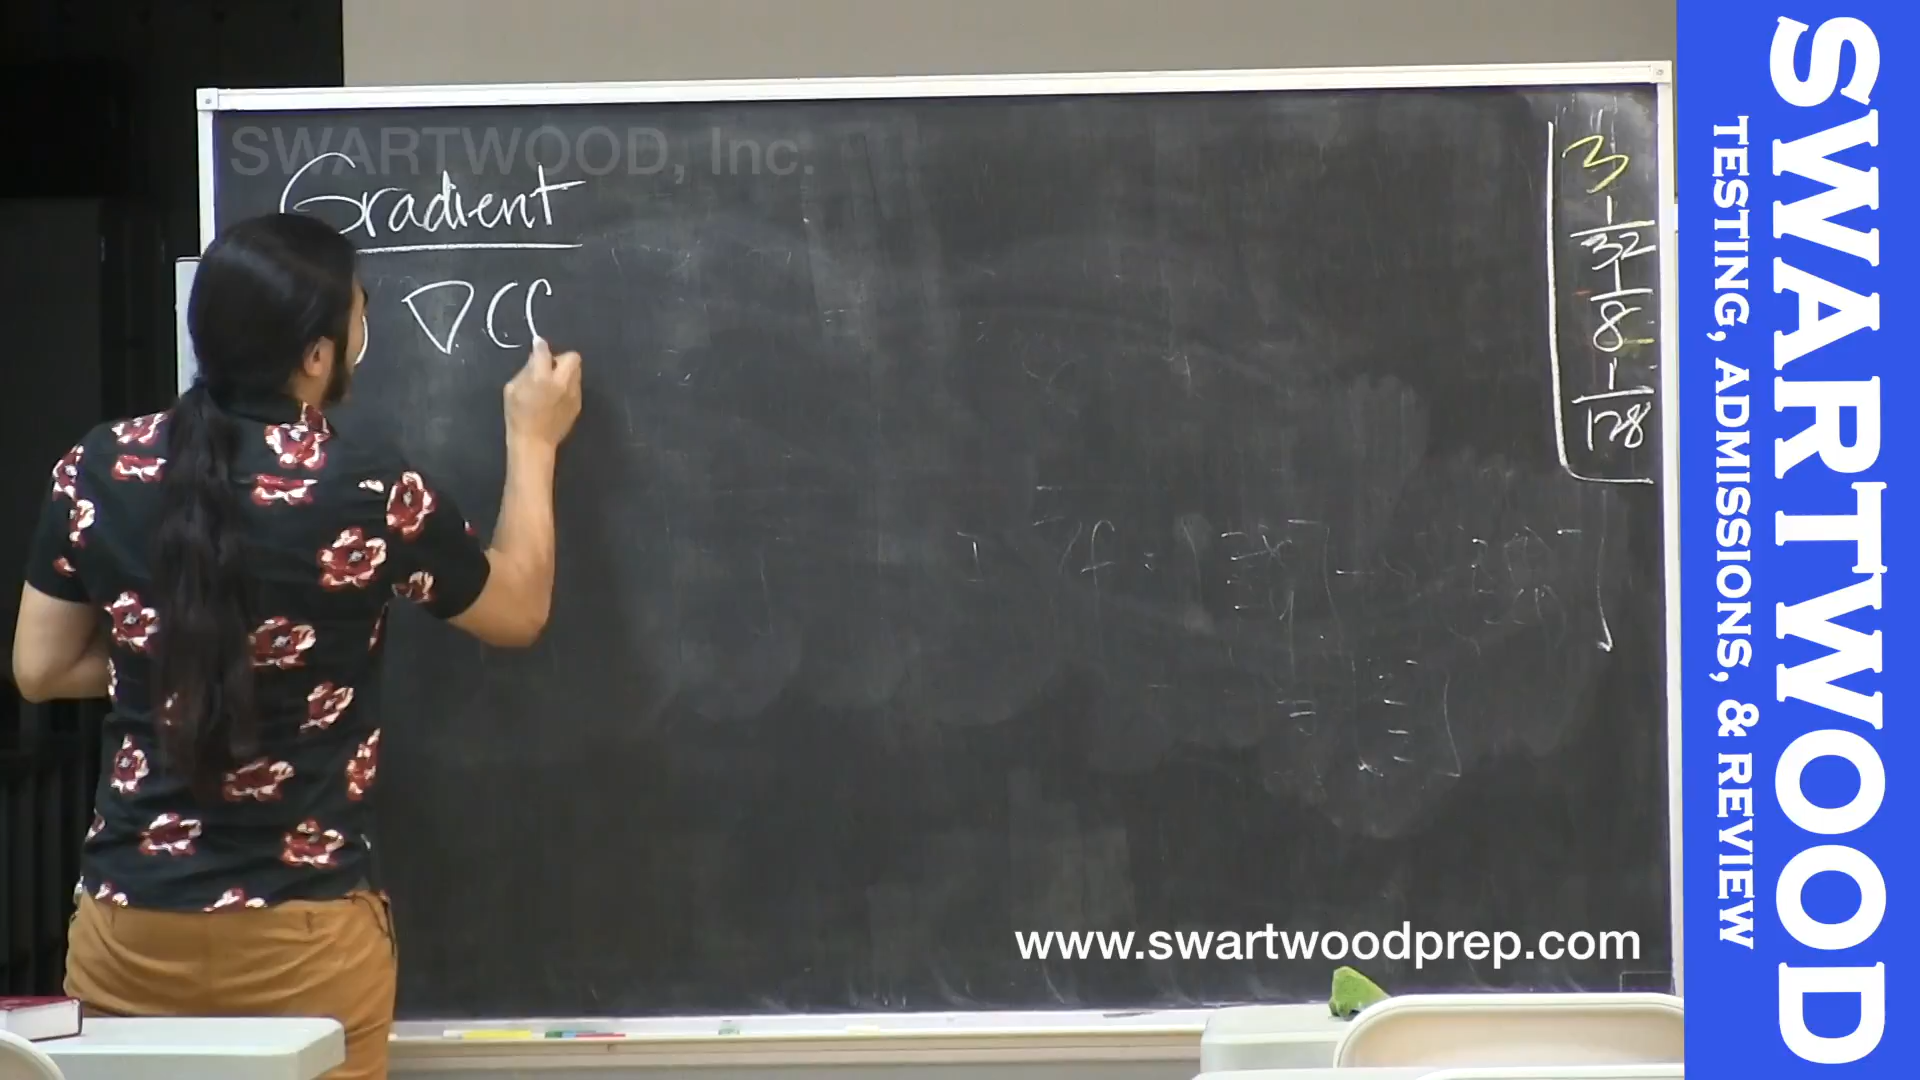 SWARTWOOD, Inc.
Gradient
∇(
3
1
32
1
8
1
128
www.swartwoodprep.com
SWARTWOOD
TESTING, ADMISSIONS, & REVIEW